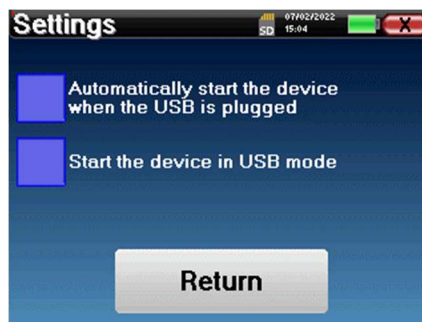 Settings
SD
07/02/2022
15:04
X
Automatically start the device
when the USB is plugged
Start the device in USB mode
Return